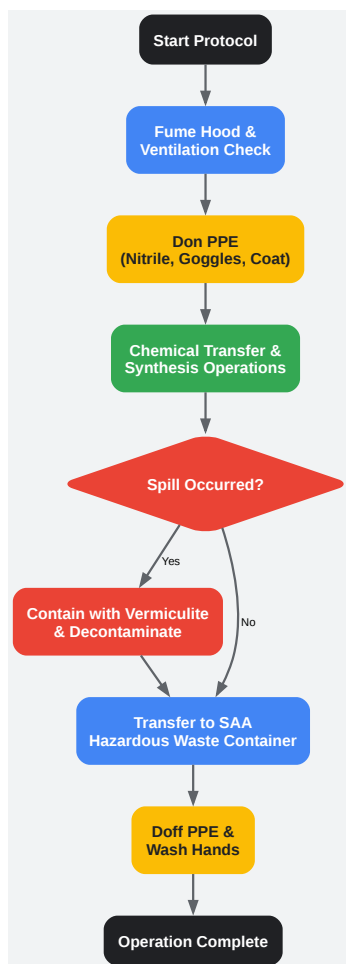 Start Protocol
Fume Hood &
Ventilation Check
Don PPE
(Nitrile, Goggles, Coat)
Chemical Transfer &
Synthesis Operations
Spill Occurred?
Yes
Contain with Vermiculite
& Decontaminate
No
Transfer to SAA
Hazardous Waste Container
Doff PPE &
Wash Hands
Operation Complete